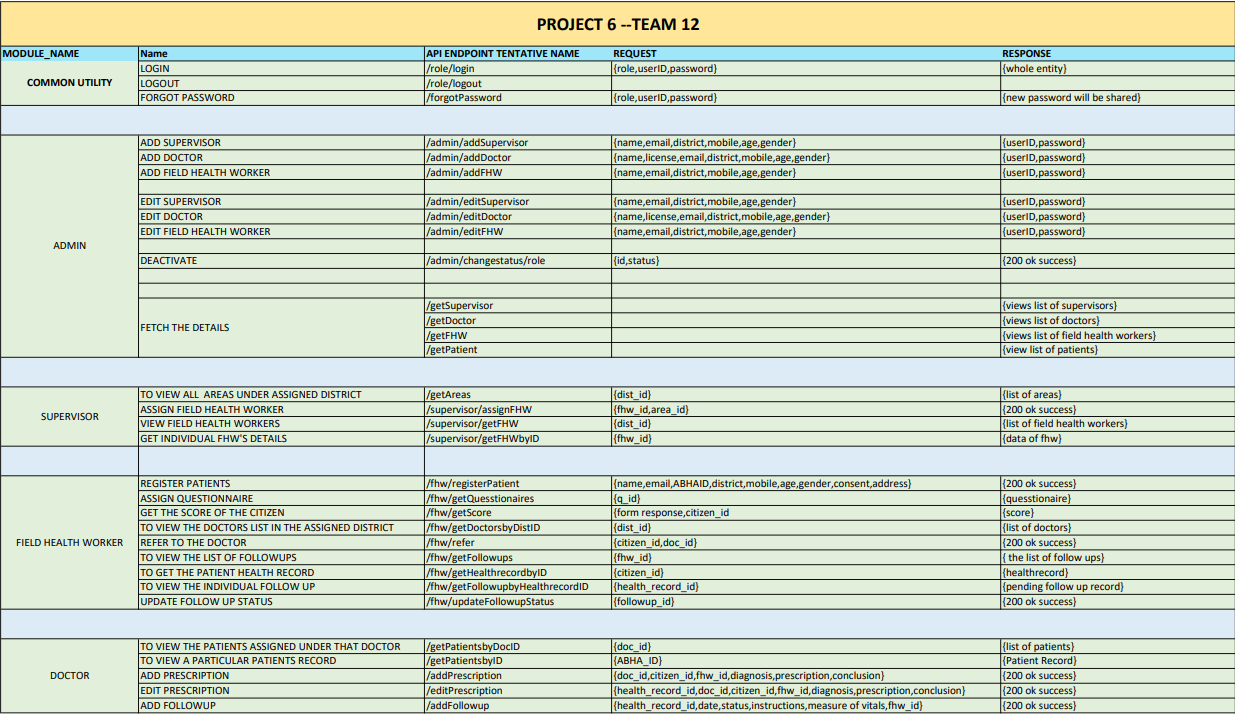 PROJECT 6 --TEAM 12
MODULE_NAME Name API ENDPOINT TENTATIVE NAME REQUEST RESPONSE
COMMON UTILITY
LOGIN /role/login {role,userID,password} {whole entity}
LOGOUT /role/logout
FORGOT PASSWORD /forgotPassword {role,userID,password} {new password will be shared}
ADMIN
ADD SUPERVISOR /admin/addSupervisor {name,email,district,mobile,age,gender} {userID,password}
ADD DOCTOR /admin/addDoctor {name,license,email,district,mobile,age,gender} {userID,password}
ADD FIELD HEALTH WORKER /admin/addFHW {name,email,district,mobile,age,gender} {userID,password}
EDIT SUPERVISOR /admin/editSupervisor {name,email,district,mobile,age,gender} {userID,password}
EDIT DOCTOR /admin/editDoctor {name,license,email,district,mobile,age,gender} {userID,password}
EDIT FIELD HEALTH WORKER /admin/editFHW {name,email,district,mobile,age,gender} {userID,password}
DEACTIVATE /admin/changestatus/role {id,status} {200 ok success}
FETCH THE DETAILS
/getSupervisor {views list of supervisors}
/getDoctor {views list of doctors}
/getFHW {views list of field health workers}
/getPatient {view list of patients}
SUPERVISOR
TO VIEW ALL AREAS UNDER ASSIGNED DISTRICT /getAreas {dist_id} {list of areas}
ASSIGN FIELD HEALTH WORKER /supervisor/assignFHW {fhw_id,area_id} {200 ok success}
VIEW FIELD HEALTH WORKERS /supervisor/getFHW {dist_id} {list of field health workers}
GET INDIVIDUAL FHW'S DETAILS /supervisor/getFHWbyID {fhw_id} {data of fhw}
FIELD HEALTH WORKER
REGISTER PATIENTS /fhw/registerPatient {name,email,ABHAID,district,mobile,age,gender,consent,address} {200 ok success}
ASSIGN QUESTIONNAIRE /fhw/getQuesstionaires {q_id} {quesstionaire}
GET THE SCORE OF THE CITIZEN /fhw/getScore {form response,citizen_id {score}
TO VIEW THE DOCTORS LIST IN THE ASSIGNED DISTRICT /fhw/getDoctorsbyDistID {dist_id} {list of doctors}
REFER TO THE DOCTOR /fhw/refer {citizen_id,doc_id} {200 ok success}
TO VIEW THE LIST OF FOLLOWUPS /fhw/getFollowups {fhw_id} { the list of follow ups}
TO GET THE PATIENT HEALTH RECORD /fhw/getHealthrecordbyID {citizen_id} {healthrecord}
TO VIEW THE INDIVIDUAL FOLLOW UP /fhw/getFollowupbyHealthrecordID {health_record_id} {pending follow up record}
UPDATE FOLLOW UP STATUS /fhw/updateFollowupStatus {followup_id} {200 ok success}
DOCTOR
TO VIEW THE PATIENTS ASSIGNED UNDER THAT DOCTOR /getPatientsbyDocID {doc_id} {list of patients}
TO VIEW A PARTICULAR PATIENTS RECORD /getPatientsbyID {ABHA_ID} {Patient Record}
ADD PRESCRIPTION /addPrescription {doc_id,citizen_id,fhw_id,diagnosis,prescription,conclusion} {200 ok success}
EDIT PRESCRIPTION /editPrescription {health_record_id,doc_id,citizen_id,fhw_id,diagnosis,prescription,conclusion} {200 ok success}
ADD FOLLOWUP /addFollowup {health_record_id,date,status,instructions,measure of vitals,fhw_id} {200 ok success}